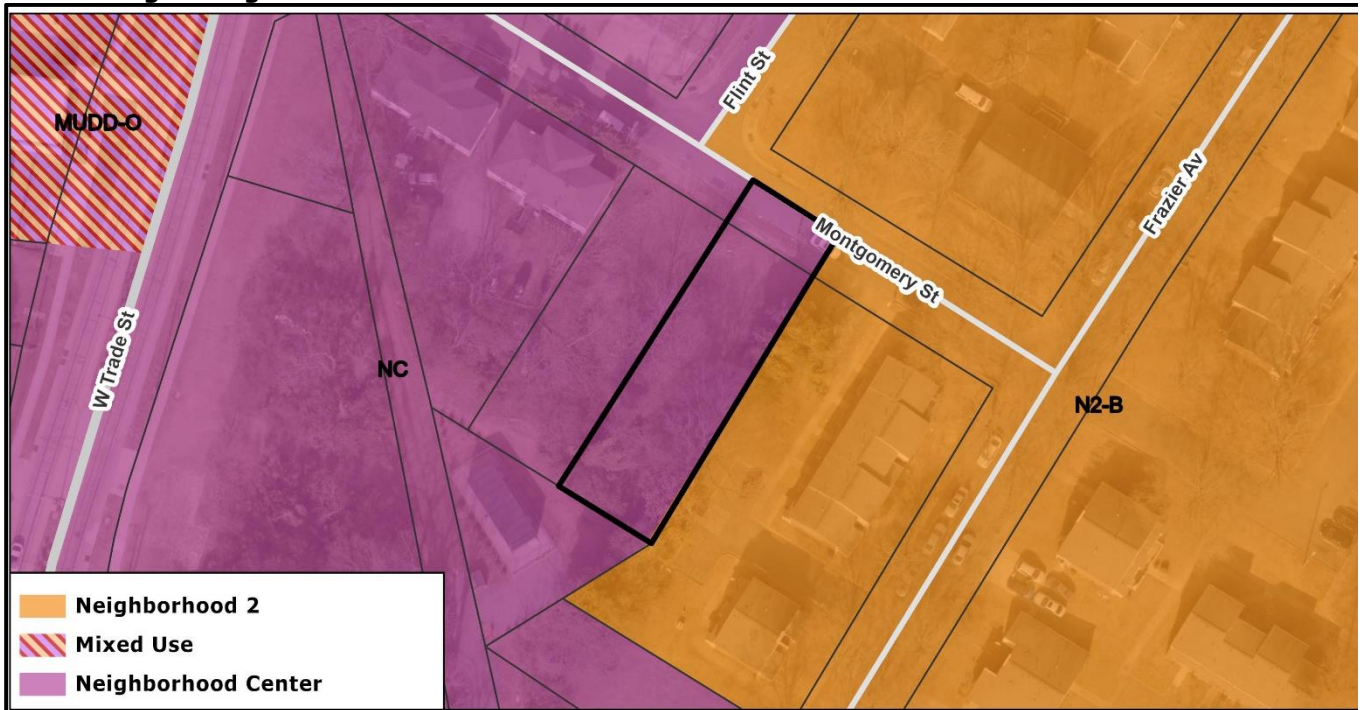 MUDD-O
Flint St
Frazier Av
Montgomery St
W Trade St
NC
N2-B
Neighborhood 2
Mixed Use
Neighborhood Center